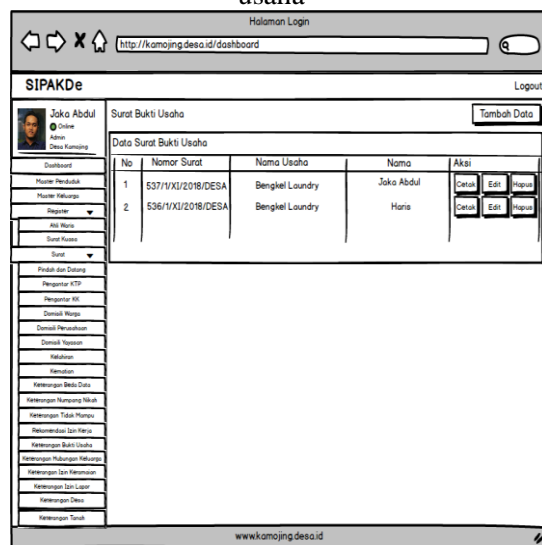 usaha
Halaman Login
http://kamojing.desa.id/dashboard
SIPAKDe
Logout
Jaka Abdul
Online
Admin
Desa Kamojing
Surat Bukti Usaha
Tambah Data
Data Surat Bukti Usaha
No Nomor Surat Nama Usaha Nama Aksi
1 537/1/XI/2018/DESA Bengkel Laundry Jaka Abdul Cetak Edit Hapus
2 536/1/XI/2018/DESA Bengkel Laundry Haris Cetak Edit Hapus
Dashboard
Master Penduduk
Master Keluarga
Register
Ahli Waris
Surat Kuasa
Surat
Pindah dan Datang
Pengantar KTP
Pengantar KK
Domisili Warga
Domisili Perusahaan
Domisili Yayasan
Kelahiran
Kematian
Keterangan Beda Data
Keterangan Numpang Nikah
Keterangan Tidak Mampu
Rekomendasi Izin Kerja
Keterangan Bukti Usaha
Keterangan Hubungan Keluarga
Keterangan Izin Keramaian
Keterangan Izin Lapor
Keterangan Desa
Keterangan Tanah
www.kamojing.desa.id